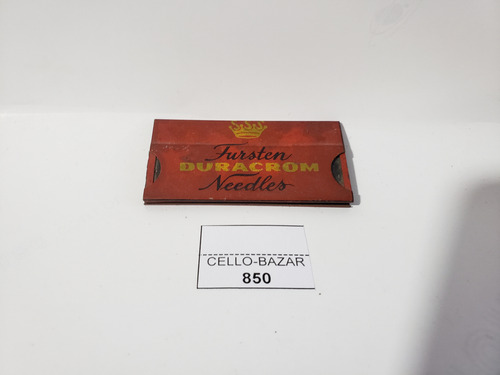 Fursten
DURACROM
Needles
CELLO-BAZAR
850